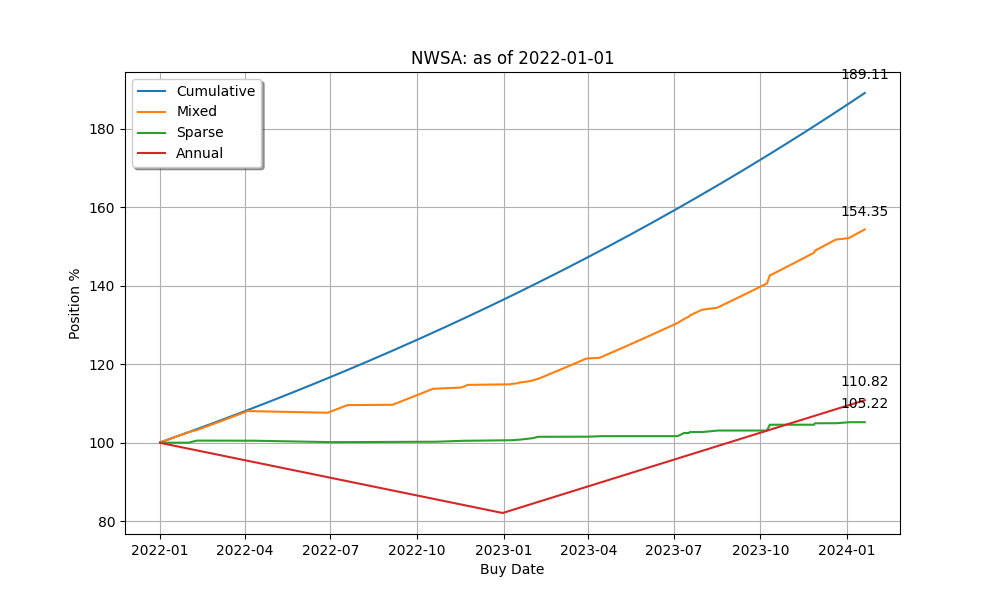 NWSA: as of 2022-01-01
189.11
Cumulative
Mixed
Sparse
Annual
180
160
154.35
140
120
110.82
105.22
100
80
Position %
2022-01 2022-04 2022-07 2022-10 2023-01 2023-04 2023-07 2023-10 2024-01
Buy Date